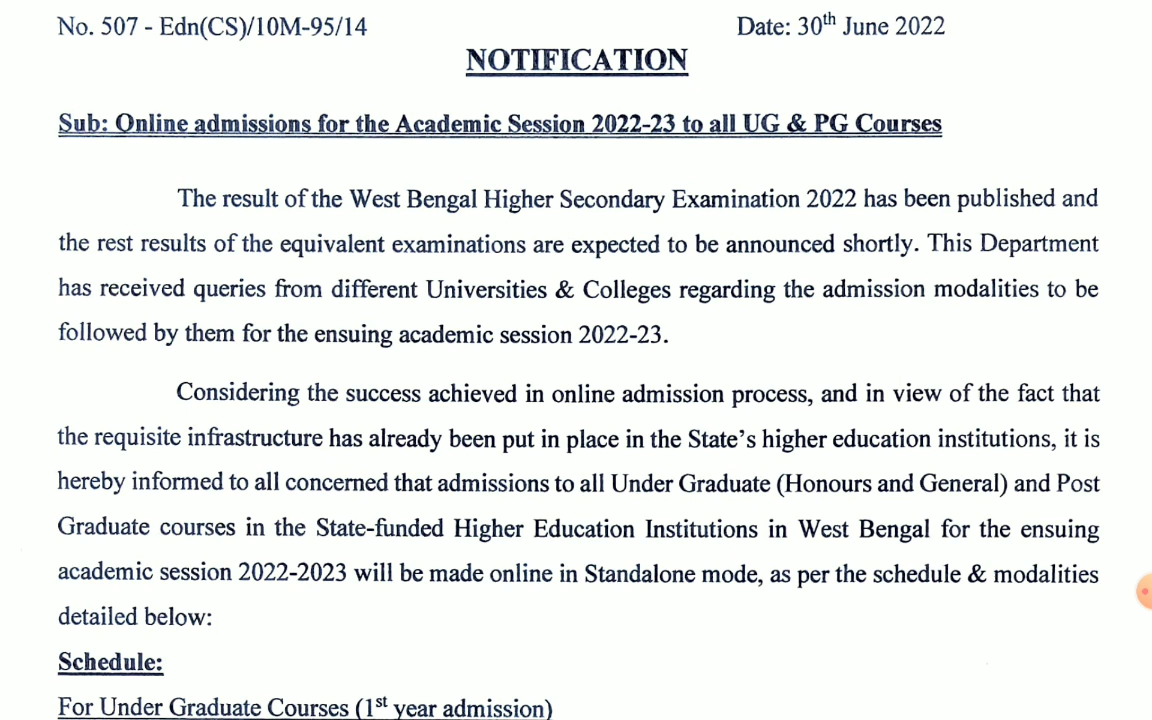 No. 507 - Edn(CS)/10M-95/14 Date: 30th June 2022
NOTIFICATION
Sub: Online admissions for the Academic Session 2022-23 to all UG & PG Courses
The result of the West Bengal Higher Secondary Examination 2022 has been published and
the rest results of the equivalent examinations are expected to be announced shortly. This Department
has received queries from different Universities & Colleges regarding the admission modalities to be
followed by them for the ensuing academic session 2022-23.
Considering the success achieved in online admission process, and in view of the fact that
the requisite infrastructure has already been put in place in the State's higher education institutions, it is
hereby informed to all concerned that admissions to all Under Graduate (Honours and General) and Post
Graduate courses in the State-funded Higher Education Institutions in West Bengal for the ensuing
academic session 2022-2023 will be made online in Standalone mode, as per the schedule & modalities
detailed below:
Schedule:
For Under Graduate Courses (1st year admission)